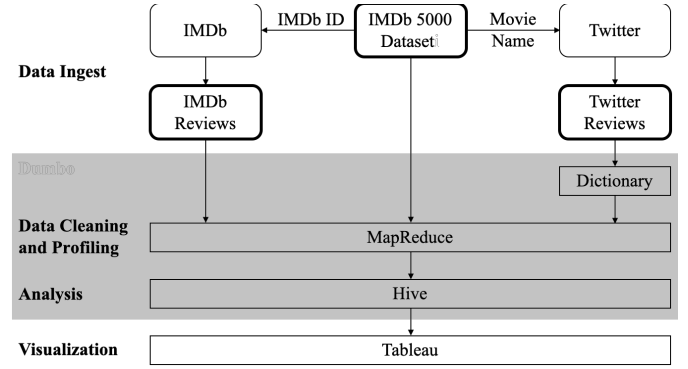 IMDb
IMDb ID
IMDb 5000
Dataset
Movie
Name
Twitter
Data Ingest
IMDb
Reviews
Twitter
Reviews
Dumbo
Dictionary
Data Cleaning
and Profiling
MapReduce
Analysis
Hive
Visualization
Tableau